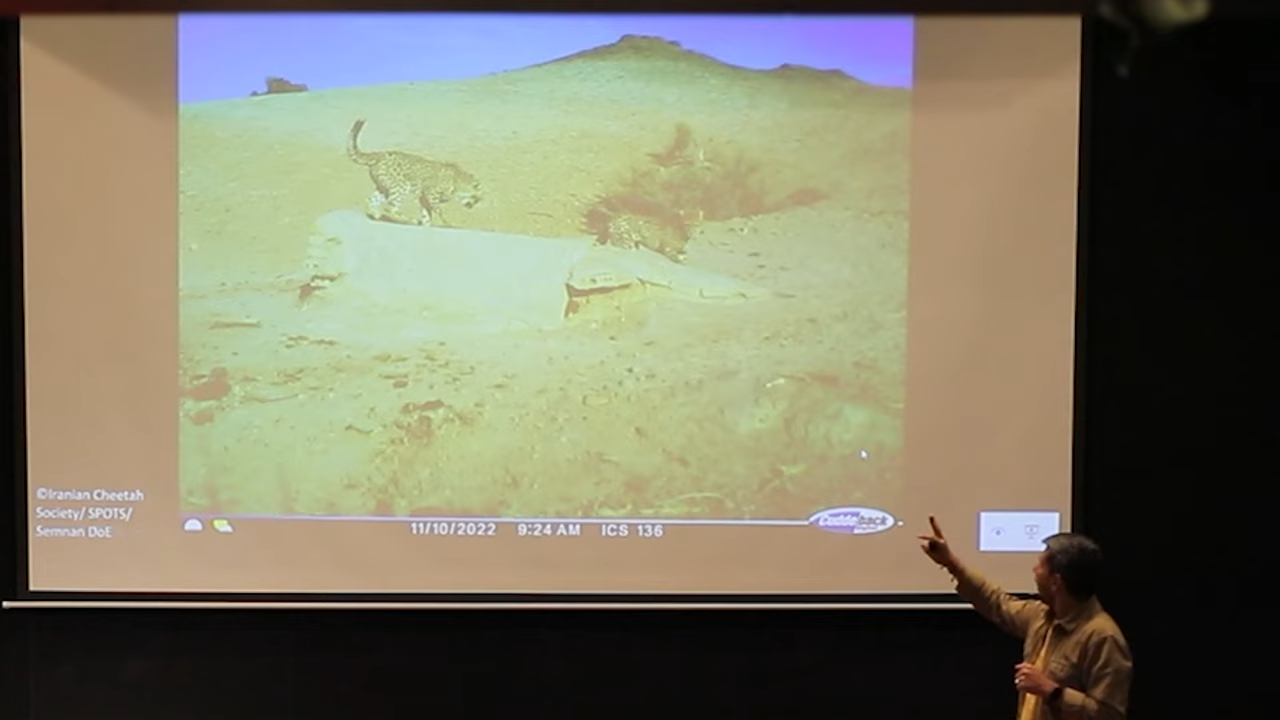 ©Iranian Cheetah
Society/ SPOTS/
Semnan DoE
11/10/2022 9:24 AM ICS 136
Cuddeback